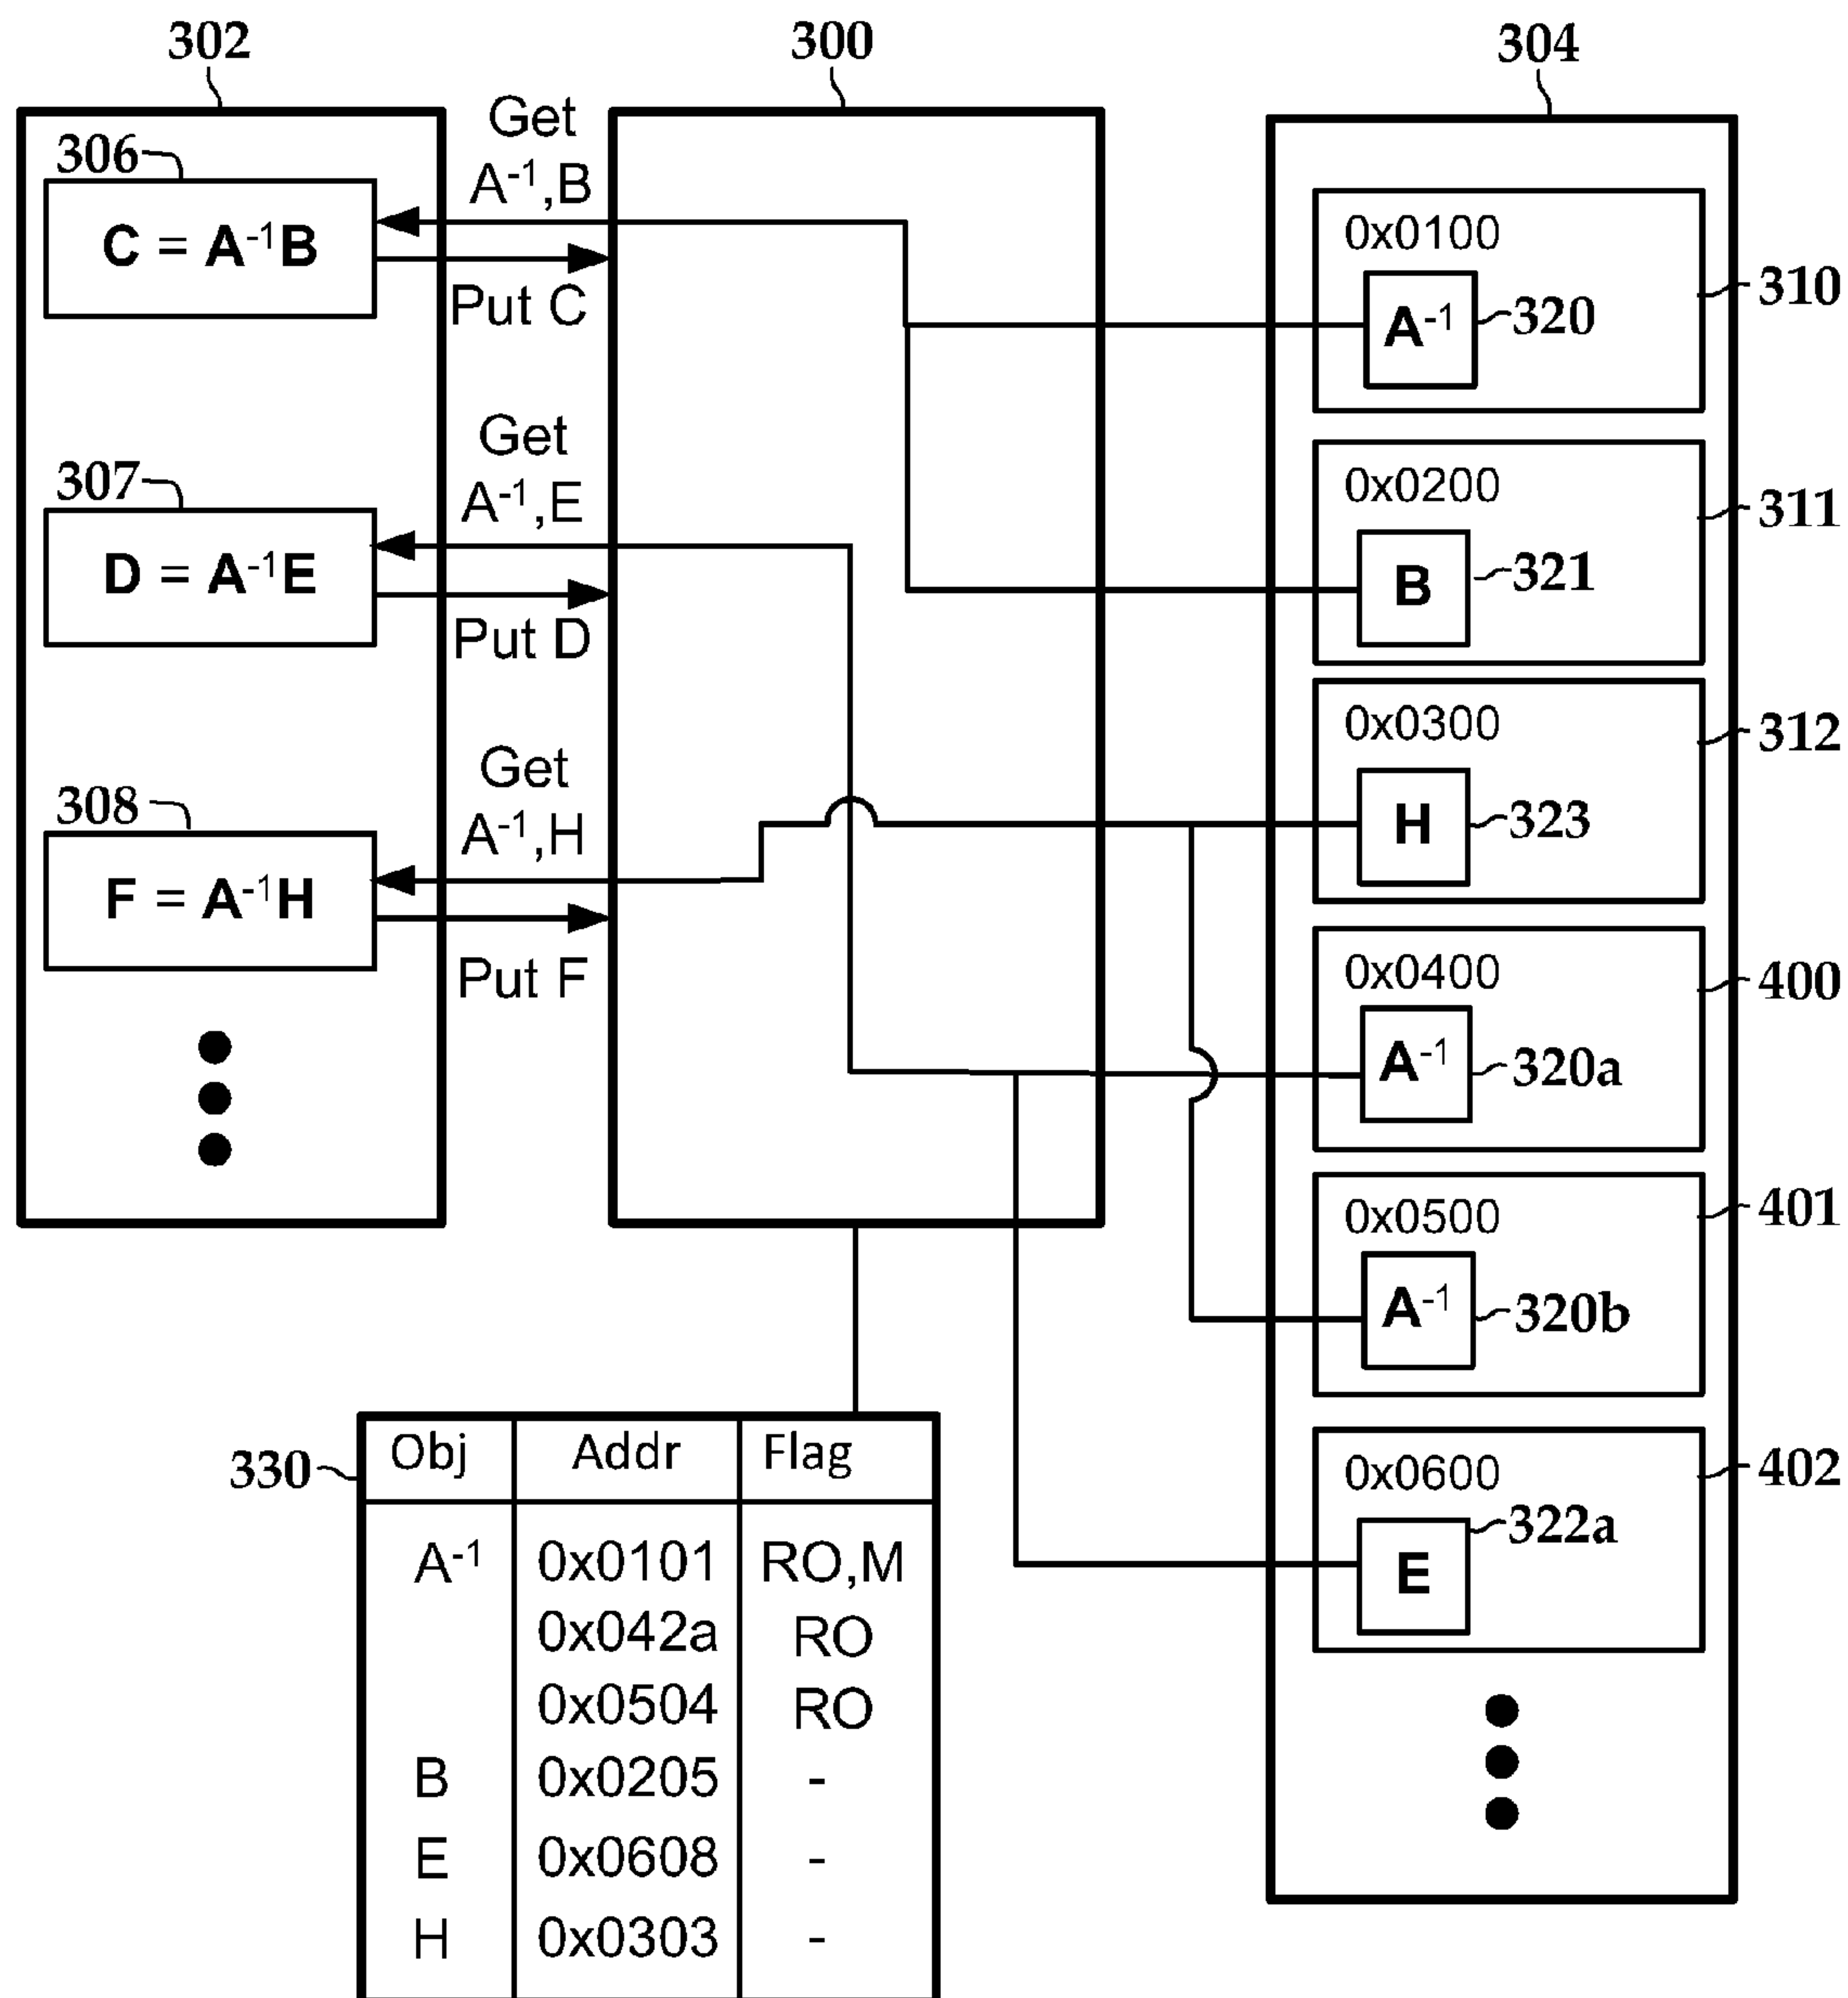 302
300
304
306
C = A⁻¹B
Get
A⁻¹,B
Put C
307
D = A⁻¹E
Get
A⁻¹,E
Put D
308
F = A⁻¹H
Get
A⁻¹,H
Put F
0x0100
A⁻¹
320
310
0x0200
B
321
311
0x0300
H
323
312
0x0400
A⁻¹
320a
400
0x0500
A⁻¹
320b
401
0x0600
E
322a
402
330
Obj Addr Flag
A⁻¹ 0x0101 RO,M
0x042a RO
0x0504 RO
B 0x0205 -
E 0x0608 -
H 0x0303 -